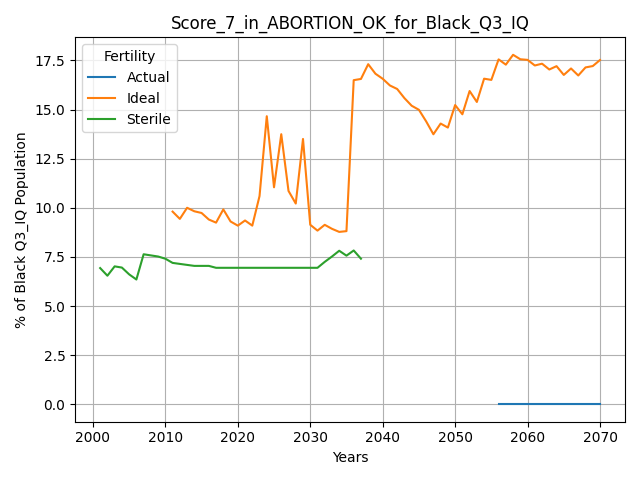 Score_7_in_ABORTION_OK_for_Black_Q3_IQ
Fertility
Actual
Ideal
Sterile
% of Black Q3_IQ Population
17.5
15.0
12.5
10.0
7.5
5.0
2.5
0.0
2000 2010 2020 2030 2040 2050 2060 2070
Years